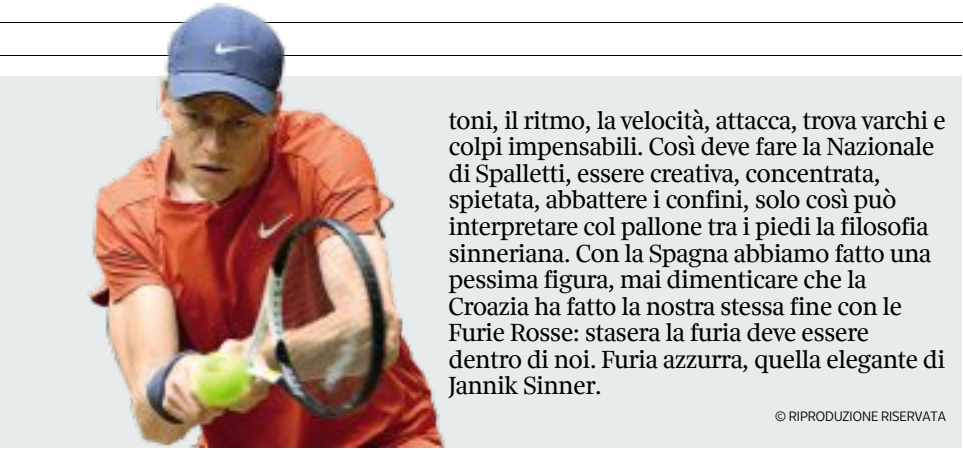 toni, il ritmo, la velocità, attacca, trova varchi e
colpi impensabili. Così deve fare la Nazionale
di Spalletti, essere creativa, concentrata,
spietata, abbattere i confini, solo così può
interpretare col pallone tra i piedi la filosofia
sinneriana. Con la Spagna abbiamo fatto una
pessima figura, mai dimenticare che la
Croazia ha fatto la nostra stessa fine con le
Furie Rosse: stasera la furia deve essere
dentro di noi. Furia azzurra, quella elegante di
Jannik Sinner.
© RIPRODUZIONE RISERVATA